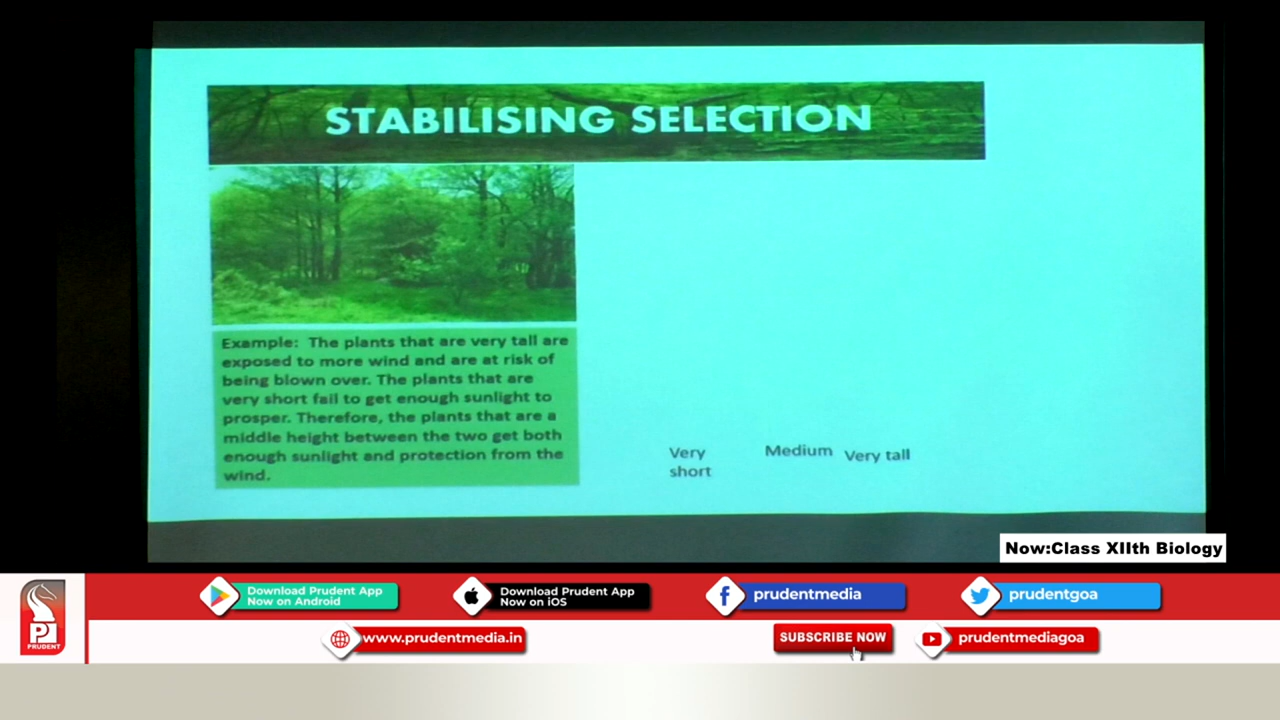 STABILISING SELECTION
Example: The plants that are very tall are
exposed to more wind and are at risk of
being blown over. The plants that are
very short fail to get enough sunlight to
prosper. Therefore, the plants that are a
middle height between the two get both
enough sunlight and protection from the
wind.
Very
short
Medium
Very tall
Now:Class XIIth Biology
Download Prudent App
Now on Android
Download Prudent App
Now on iOS
prudentmedia
prudentgoa
PRUDENT
www.prudentmedia.in
SUBSCRIBE NOW
prudentmediagoa